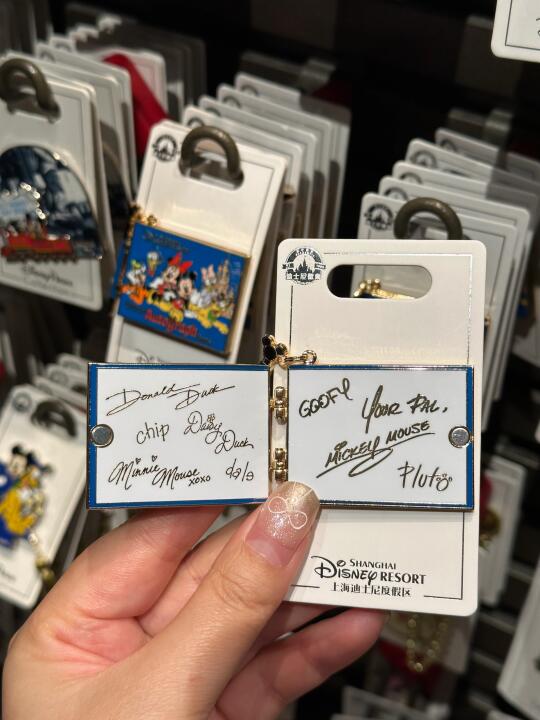 Autograph
Donald Duck
chip
Daisy
Duck
Minnie Mouse
xoxo
dale
GOOFY
YOUR PAL,
MICKEY MOUSE
Pluto
SHANGHAI
Disney RESORT
上海迪士尼度假区